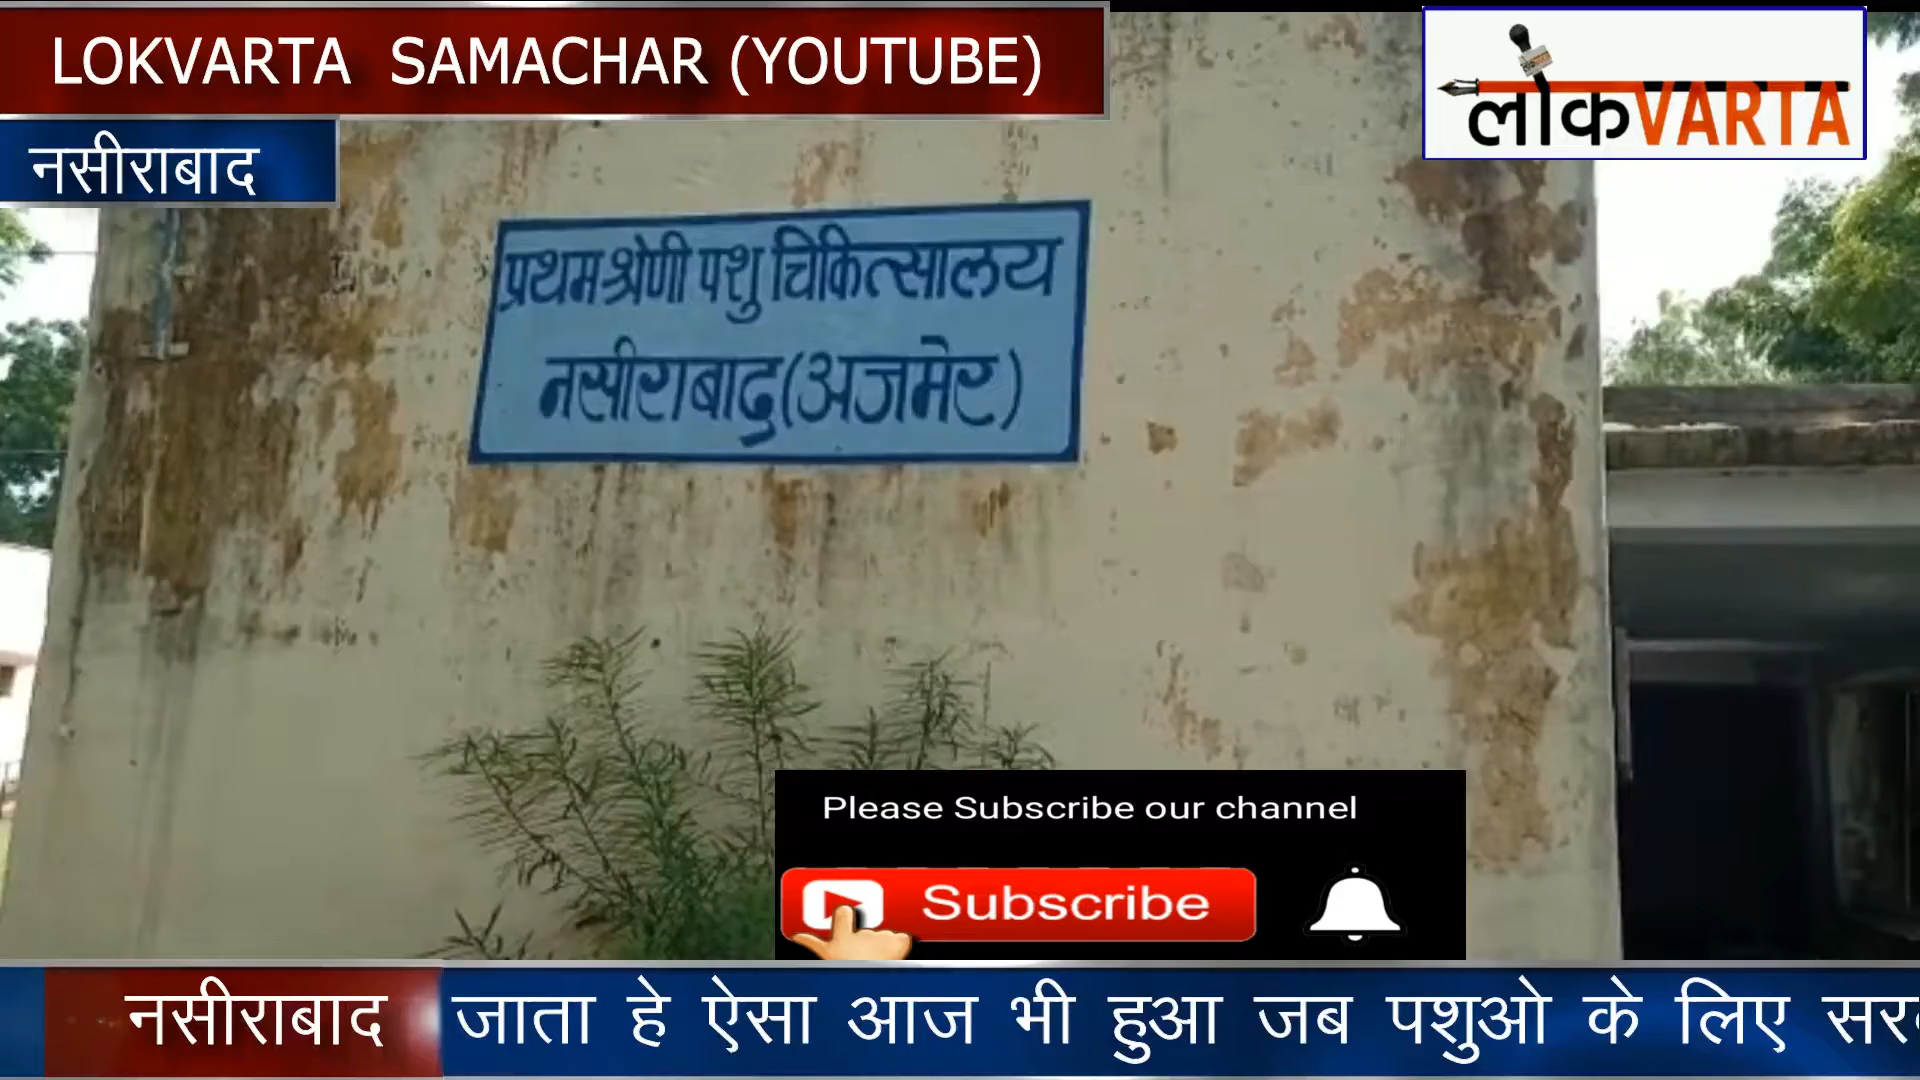 LOKVARTA SAMACHAR (YOUTUBE)
लोकVARTA
नसीराबाद
प्रथम श्रेणी पशु चिकित्सालय
नसीराबाद (अजमेर)
Please Subscribe our channel
Subscribe
नसीराबाद जाता हे ऐसा आज भी हुआ जब पशुओ के लिए